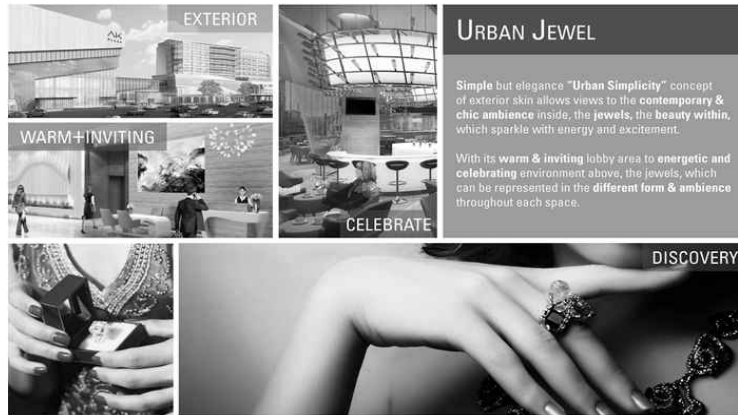 EXTERIOR
WARM+INVITING
CELEBRATE
URBAN JEWEL
Simple but elegance "Urban Simplicity" concept
of exterior skin allows views to the contemporary &
chic ambience inside, the jewels, the beauty within,
which sparkle with energy and excitement.
With its warm & inviting lobby area to energetic and
celebrating environment above, the jewels, which
can be represented in the different form & ambience
throughout each space.
DISCOVERY